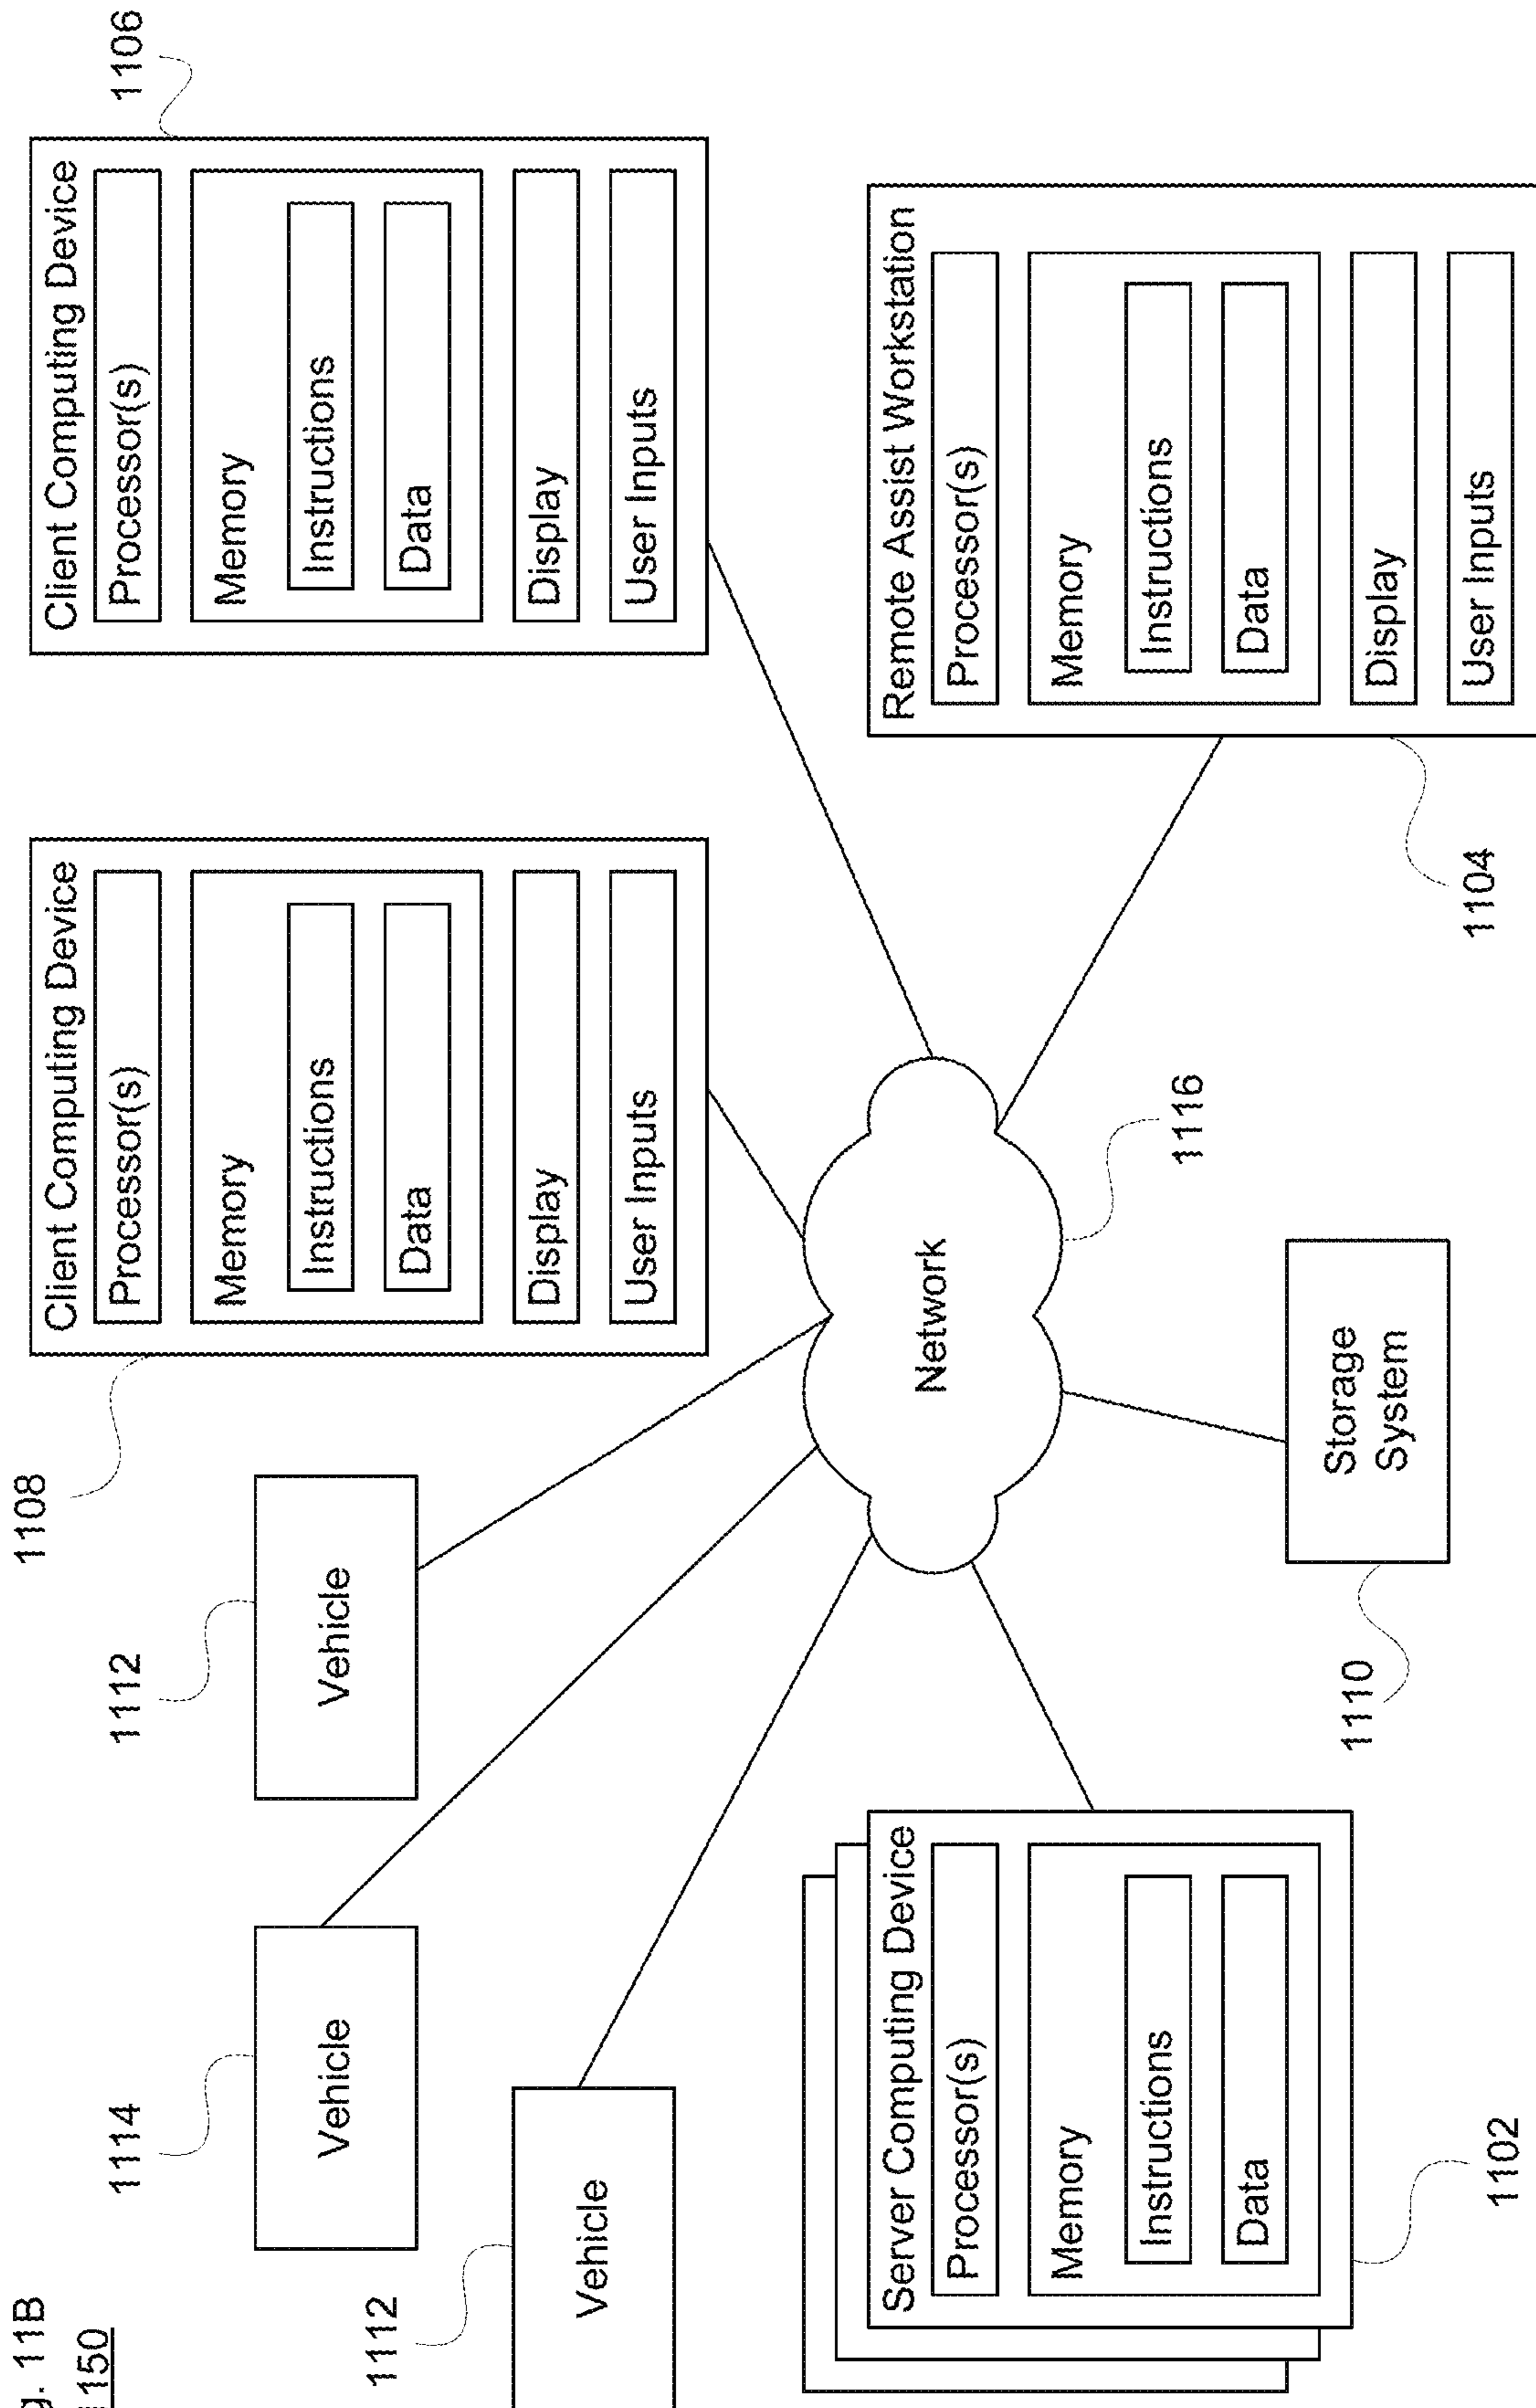 g. 11B
1150
1112
Vehicle
1114
Vehicle
1112
Vehicle
1108
Client Computing Device
Processor(s)
Memory
Instructions
Data
Display
User Inputs
1106
Client Computing Device
Processor(s)
Memory
Instructions
Data
Display
User Inputs
Network
1116
Server Computing Device
Processor(s)
Memory
Instructions
Data
1102
Storage
System
1110
Remote Assist Workstation
Processor(s)
Memory
Instructions
Data
Display
User Inputs
1104